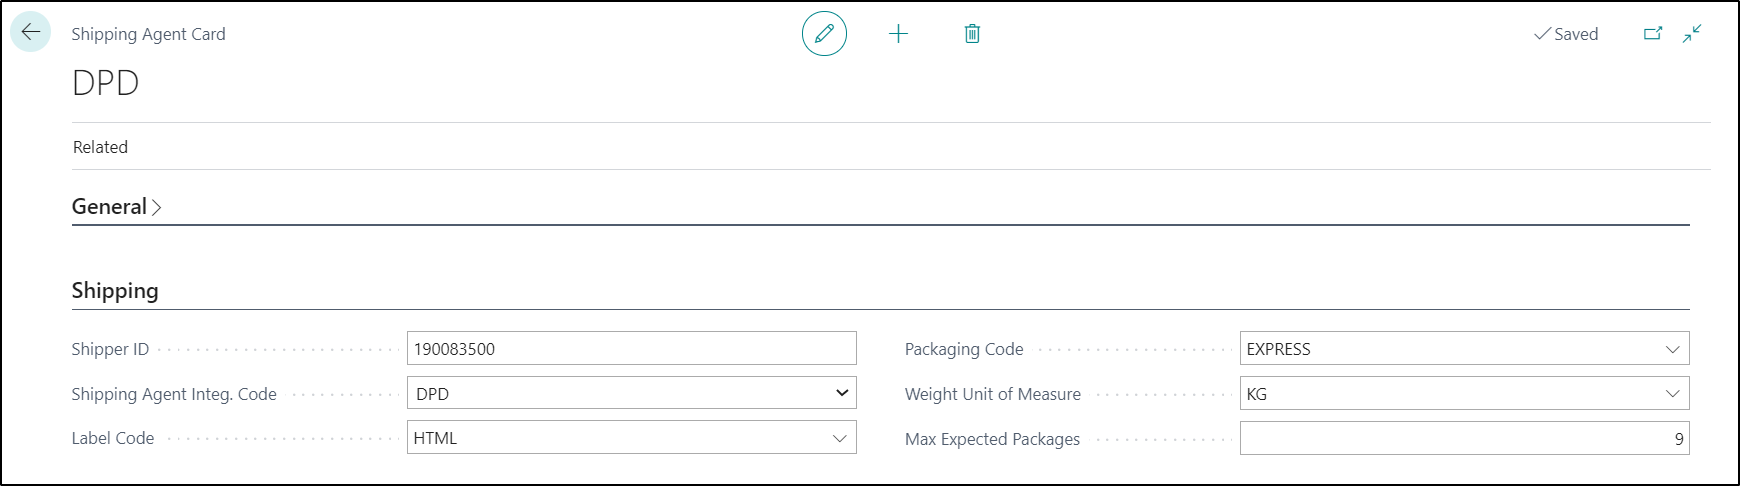 Shipping Agent Card
Saved
DPD
Related
General
Shipping
Shipper ID 190083500 Packaging Code EXPRESS
Shipping Agent Integ. Code DPD Weight Unit of Measure KG
Label Code HTML Max Expected Packages 9